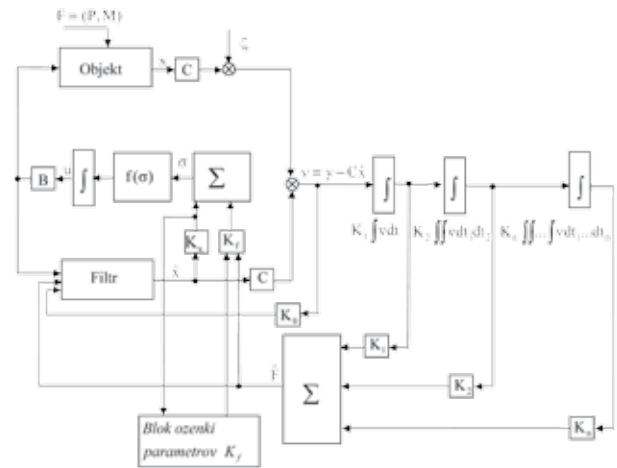 F=(P, M)
Objekt
x
C
ξ
B
u
∫
f(σ)
σ
Σ
v = y − Cx̂
∫
∫
∫
K₁∫vdt
K₂∬vdt₁dt₂
Kₙ∬...∫vdt₁...dtₙ
Kₓ
K_f
Filtr
x̂
C
K₀
K₁
F̂
Σ
K₂
Kₙ
Blok ozenki
parametrov K_f